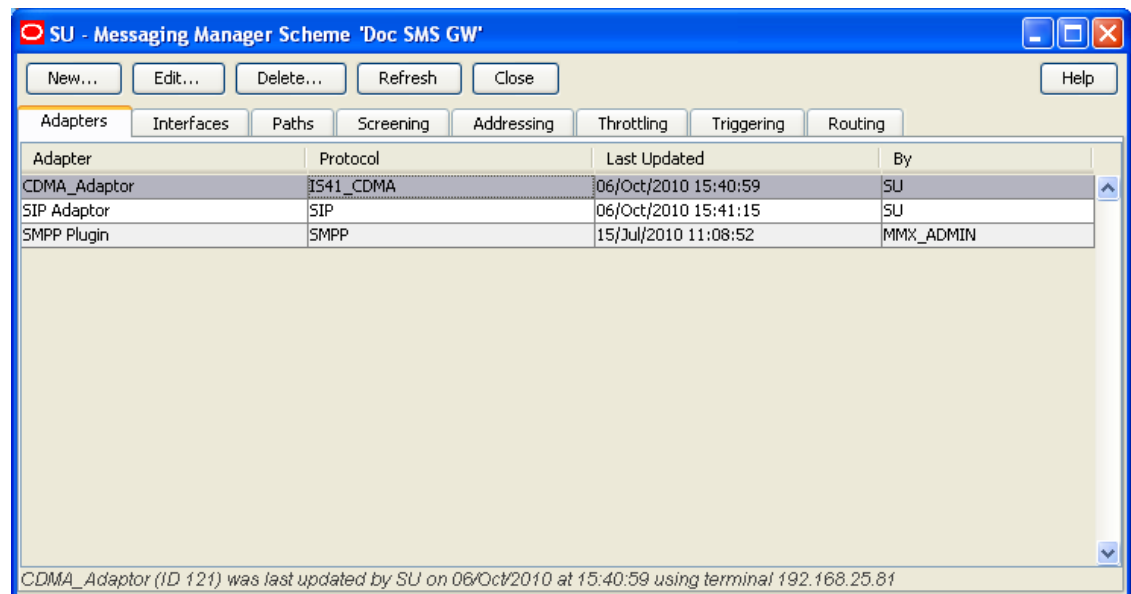 SU - Messaging Manager Scheme 'Doc SMS GW'
New... Edit... Delete... Refresh Close Help
Adapters Interfaces Paths Screening Addressing Throttling Triggering Routing
Adapter Protocol Last Updated By
CDMA_Adaptor IS41_CDMA 06/Oct/2010 15:40:59 SU
SIP Adaptor SIP 06/Oct/2010 15:41:15 SU
SMPP Plugin SMPP 15/Jul/2010 11:08:52 MMX_ADMIN
CDMA_Adaptor (ID 121) was last updated by SU on 06/Oct/2010 at 15:40:59 using terminal 192.168.25.81